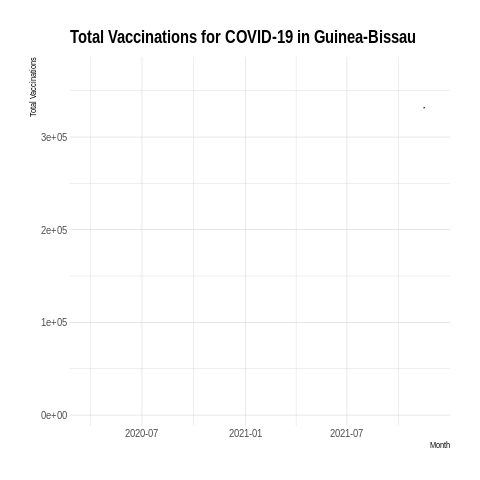 Total Vaccinations for COVID-19 in Guinea-Bissau
Total Vaccinations
3e+05
2e+05
1e+05
0e+00
2020-07 2021-01 2021-07
Month